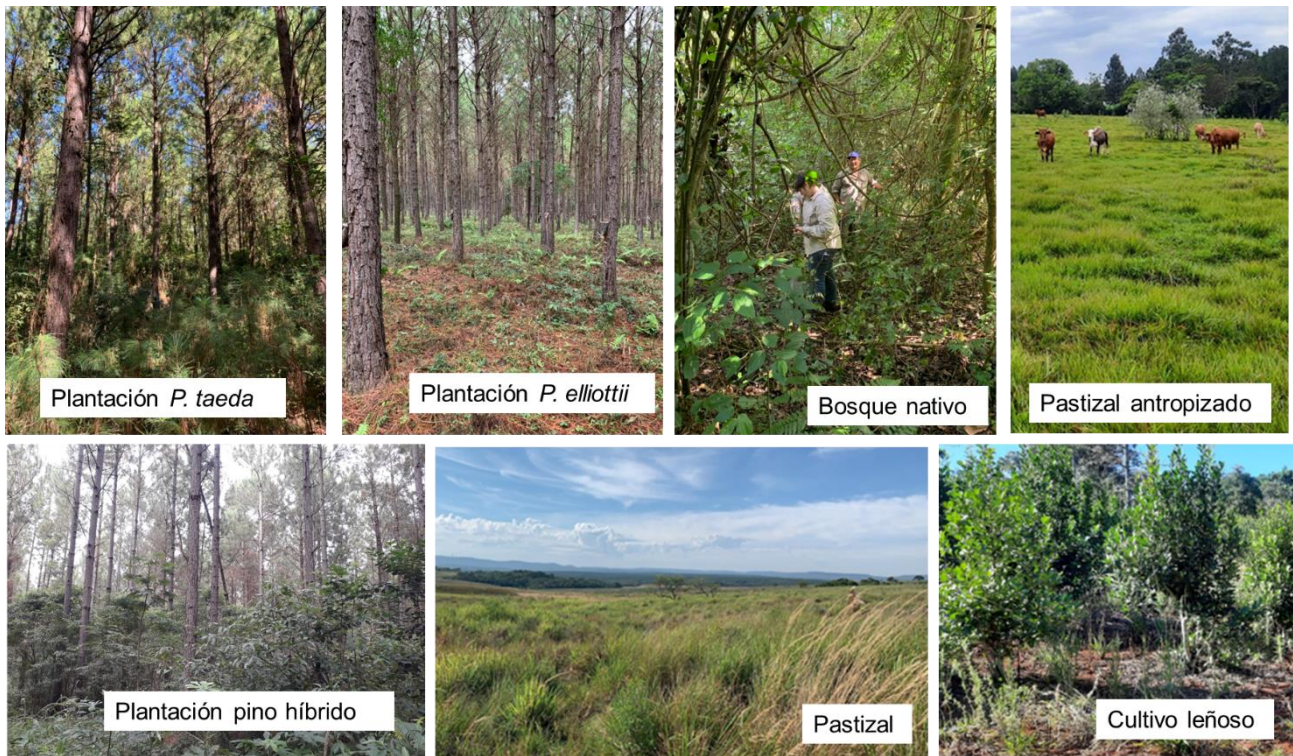 Plantación P. taeda
Plantación P. elliottii
Bosque nativo
Pastizal antropizado
Plantación pino híbrido
Pastizal
Cultivo leñoso